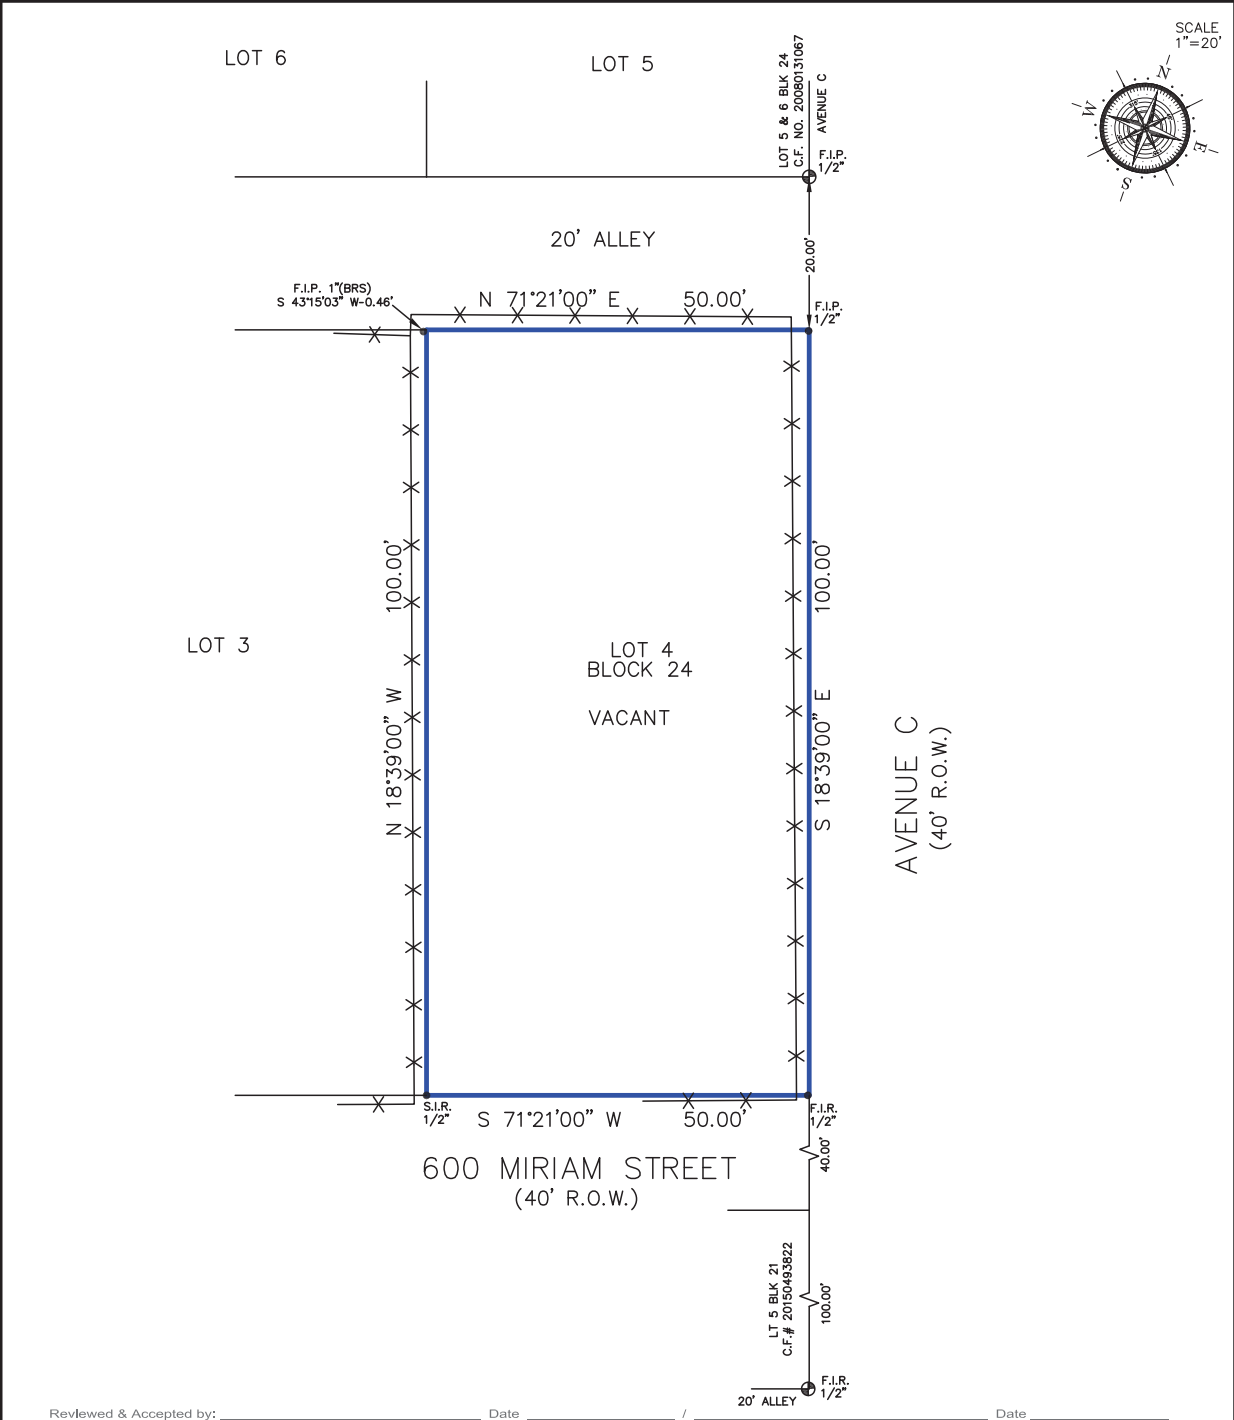 SCALE
1"=20'
N
W
E
S
LOT 6
LOT 5
LOT 5 & 6 BLK 24
C.F. NO. 20080131067
AVENUE C
F.I.P.
1/2"
20' ALLEY
20.00'
F.I.P. 1"(BRS)
S 43°15'03" W-0.46'
N 71°21'00" E 50.00'
F.I.P.
1/2"
N 18°39'00" W 100.00'
S 18°39'00" E 100.00'
LOT 3
LOT 4
BLOCK 24
VACANT
AVENUE C
(40' R.O.W.)
S.I.R.
1/2"
S 71°21'00" W 50.00'
F.I.R.
1/2"
600 MIRIAM STREET
(40' R.O.W.)
40.00'
LT 5 BLK 21
C.F.# 20150493822
100.00'
F.I.R.
1/2"
20' ALLEY
Reviewed & Accepted by: Date / Date